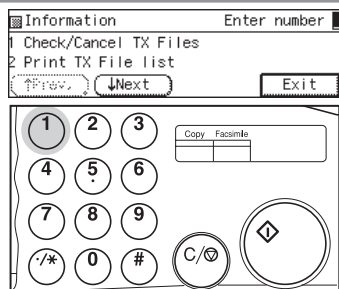 Information Enter number
1 Check/Cancel TX Files
2 Print TX File list
↑Prev. ↓Next Exit
1 2 3
Copy Facsimile
4 5 6
7 8 9
·/* 0 # C/